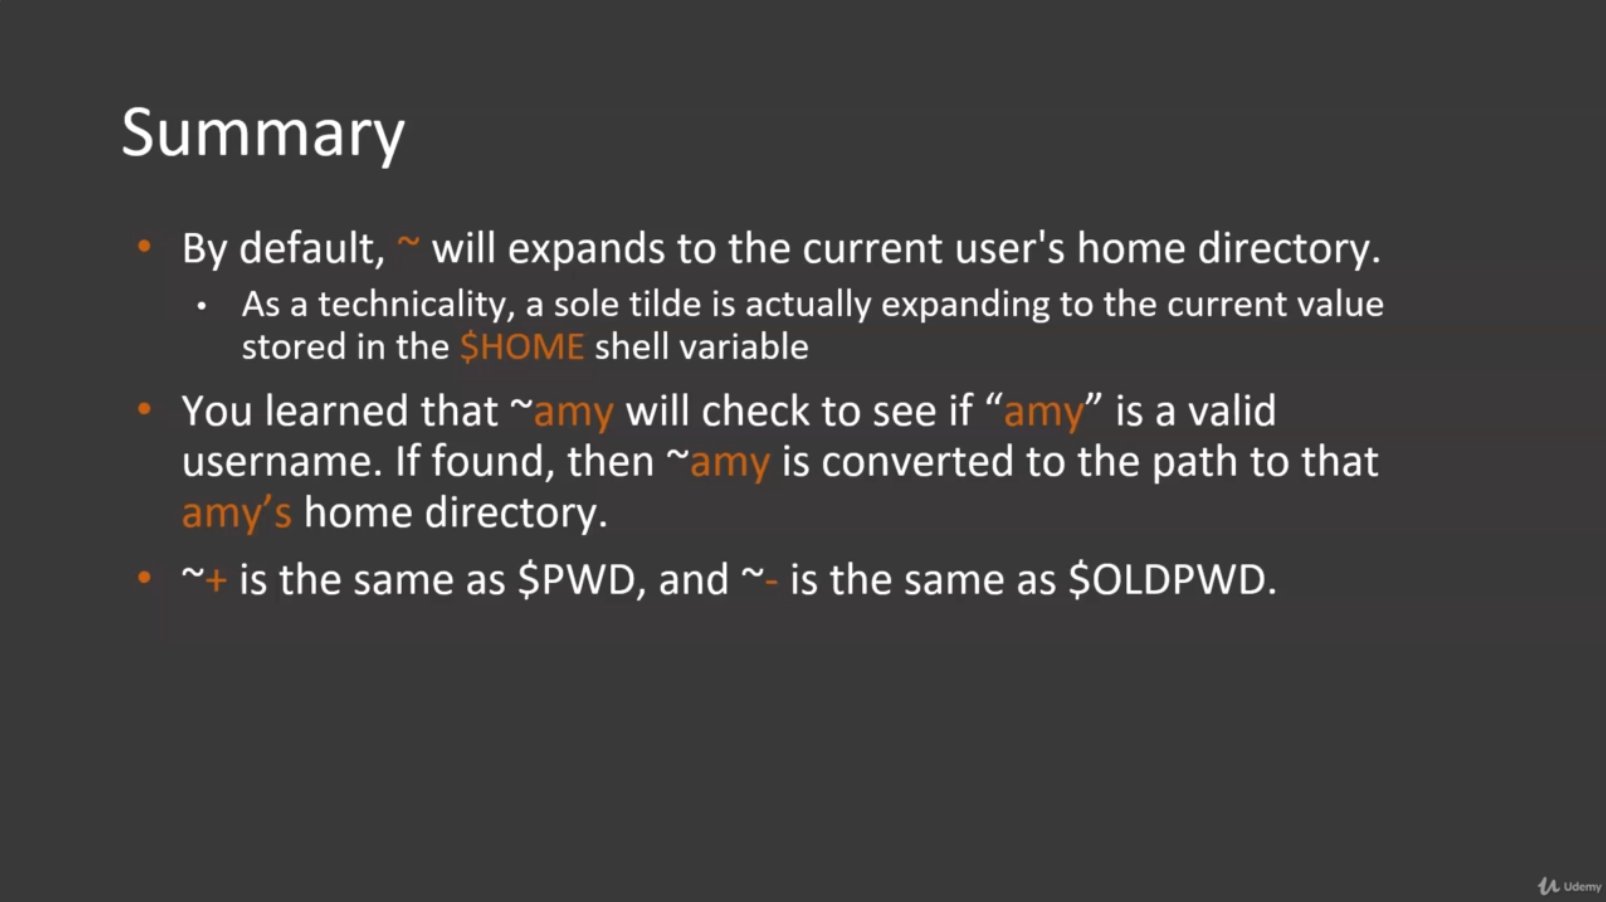 Summary
• By default, ~ will expands to the current user's home directory.
• As a technicality, a sole tilde is actually expanding to the current value
stored in the $HOME shell variable
• You learned that ~amy will check to see if “amy” is a valid
username. If found, then ~amy is converted to the path to that
amy’s home directory.
• ~+ is the same as $PWD, and ~- is the same as $OLDPWD.
Udemy